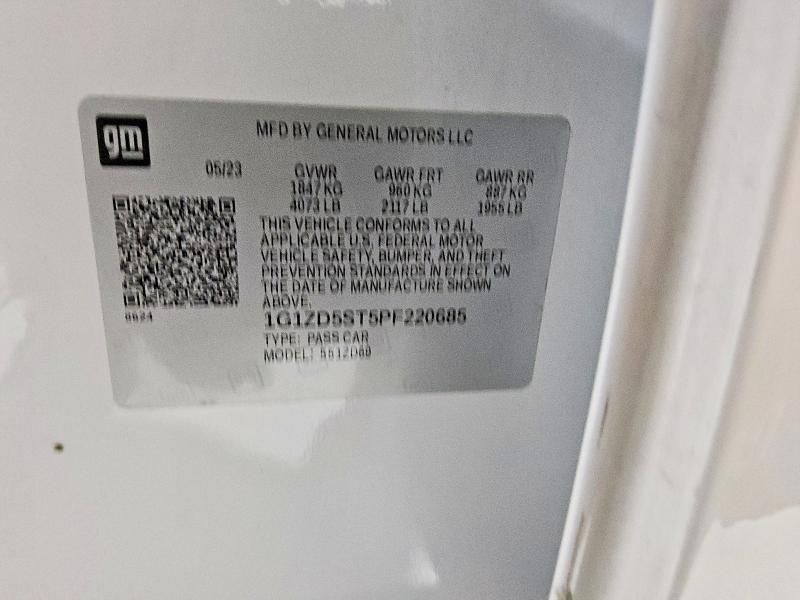 gm
MFD BY GENERAL MOTORS LLC
05/23 GVWR GAWR FRT GAWR RR
1847 KG 960 KG 887 KG
4073 LB 2117 LB 1955 LB
THIS VEHICLE CONFORMS TO ALL
APPLICABLE U.S. FEDERAL MOTOR
VEHICLE SAFETY, BUMPER, AND THEFT
PREVENTION STANDARDS IN EFFECT ON
THE DATE OF MANUFACTURE SHOWN
ABOVE.
1G1ZD5ST5PF220685
TYPE: PASS CAR
MODEL: